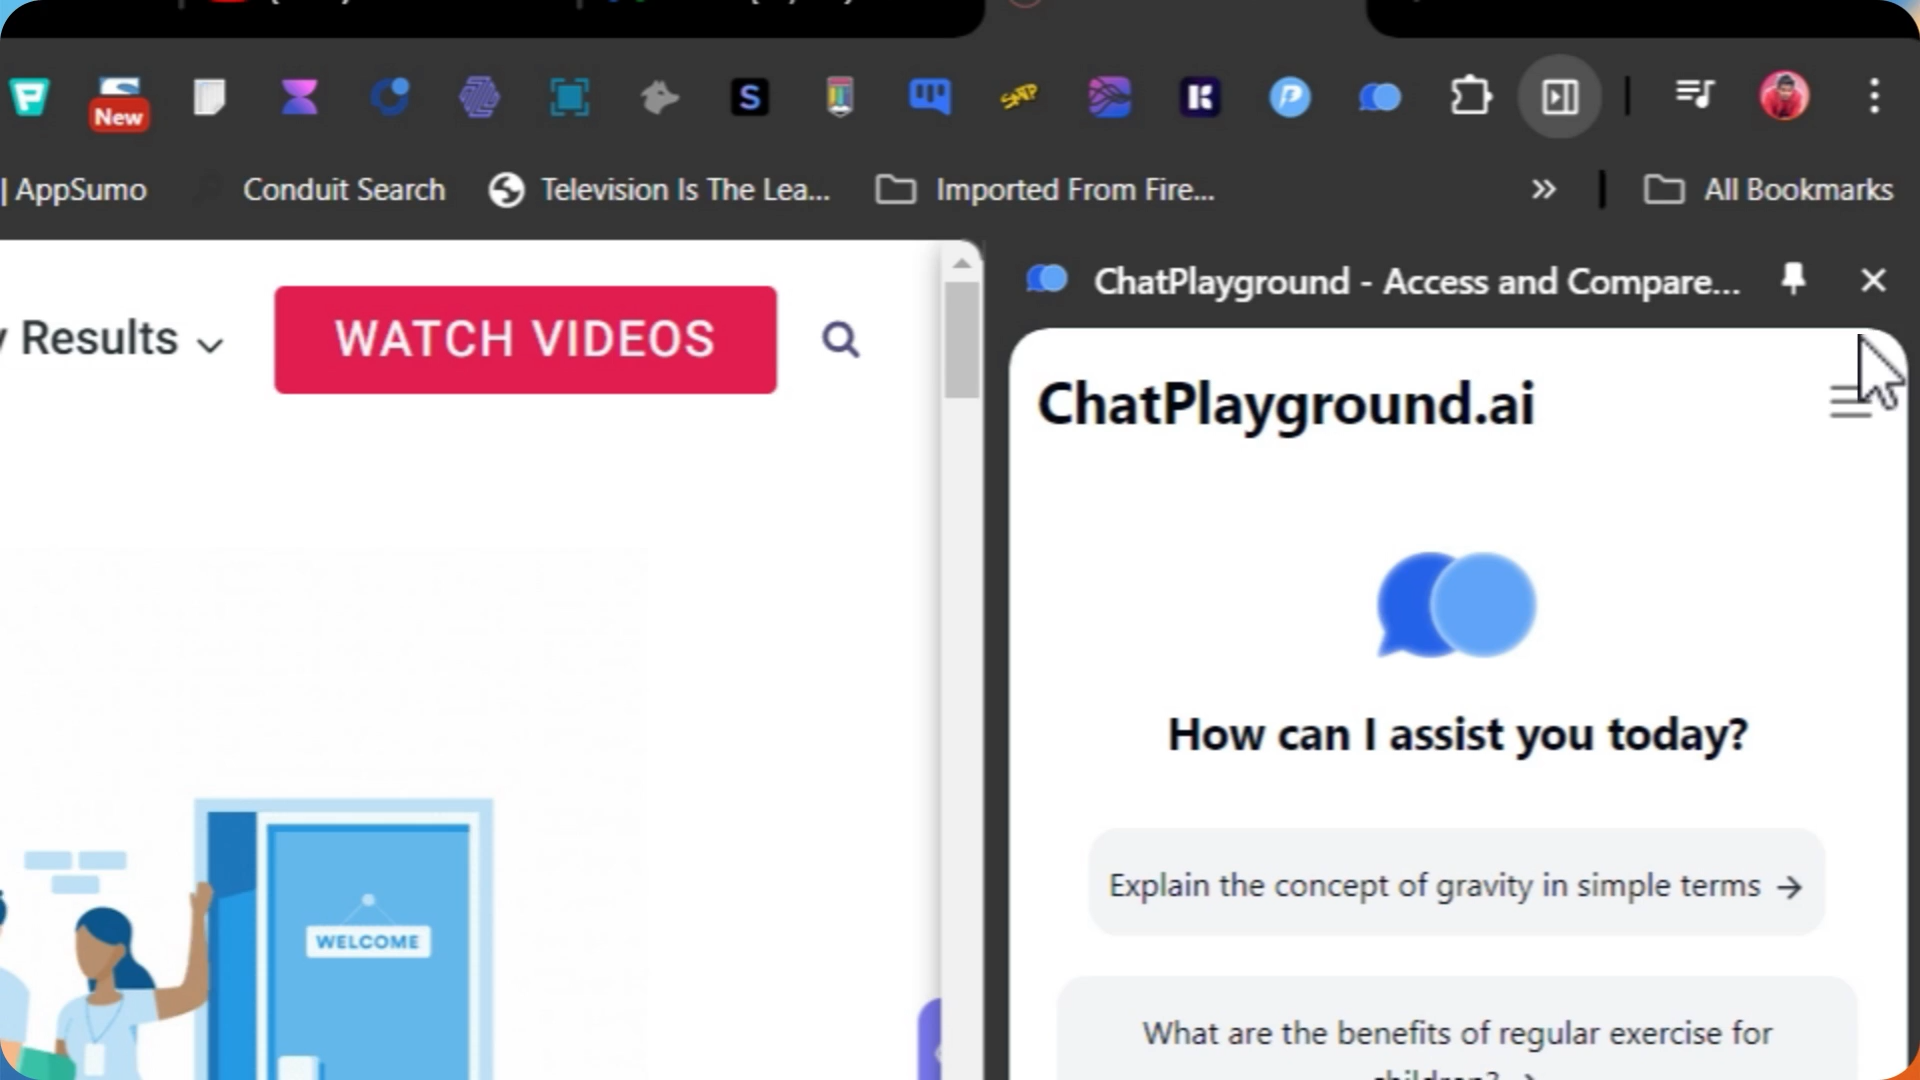 New
S
| AppSumo
Conduit Search
Television Is The Lea...
Imported From Fire...
All Bookmarks
Results
WATCH VIDEOS
ChatPlayground - Access and Compare...
ChatPlayground.ai
How can I assist you today?
Explain the concept of gravity in simple terms →
What are the benefits of regular exercise for
children? →
WELCOME